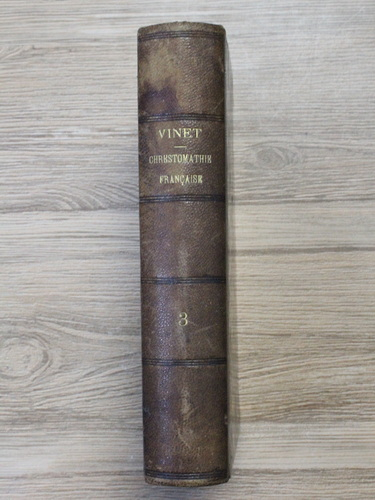 VINET
CHRESTOMATHIE
FRANÇAISE
3